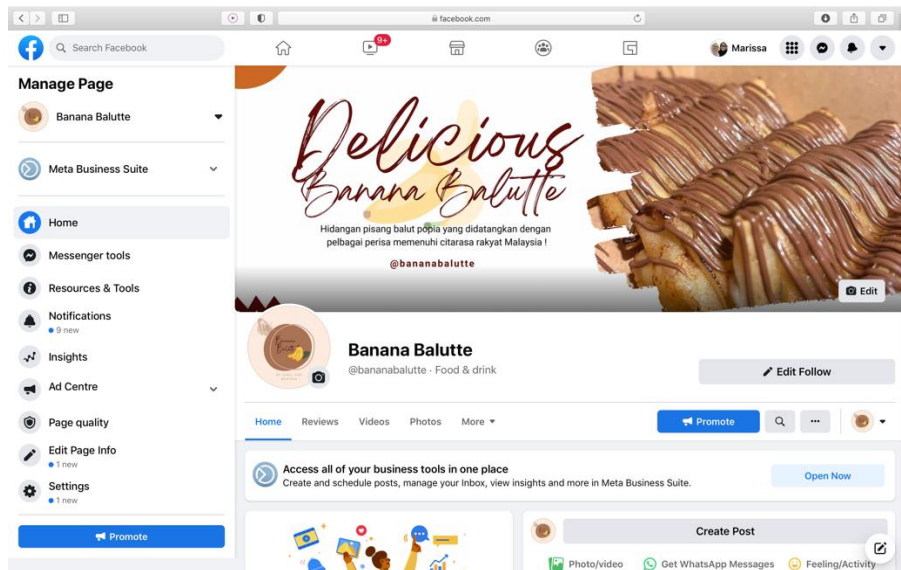 facebook.com
Search Facebook
9+
Marissa
Manage Page
Banana Balutte
Meta Business Suite
Home
Messenger tools
Resources & Tools
Notifications
9 new
Insights
Ad Centre
Page quality
Edit Page Info
1 new
Settings
1 new
Promote
Delicious
Banana Balutte
Hidangan pisang balut popia yang didatangkan dengan
pelbagai perisa memenuhi citarasa rakyat Malaysia !
@bananabalutte
Edit
Banana Balutte
@bananabalutte · Food & drink
Edit Follow
Home Reviews Videos Photos More
Promote
Access all of your business tools in one place
Create and schedule posts, manage your Inbox, view insights and more in Meta Business Suite.
Open Now
Create Post
Photo/video Get WhatsApp Messages Feeling/Activity